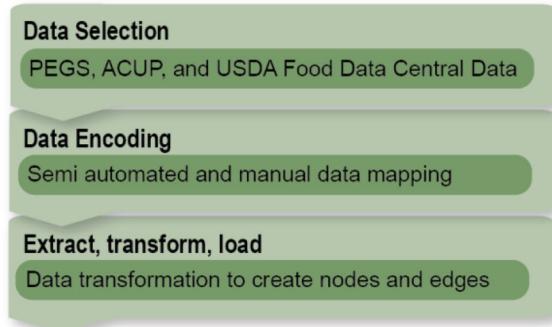 Data Selection
PEGS, ACUP, and USDA Food Data Central Data
Data Encoding
Semi automated and manual data mapping
Extract, transform, load
Data transformation to create nodes and edges